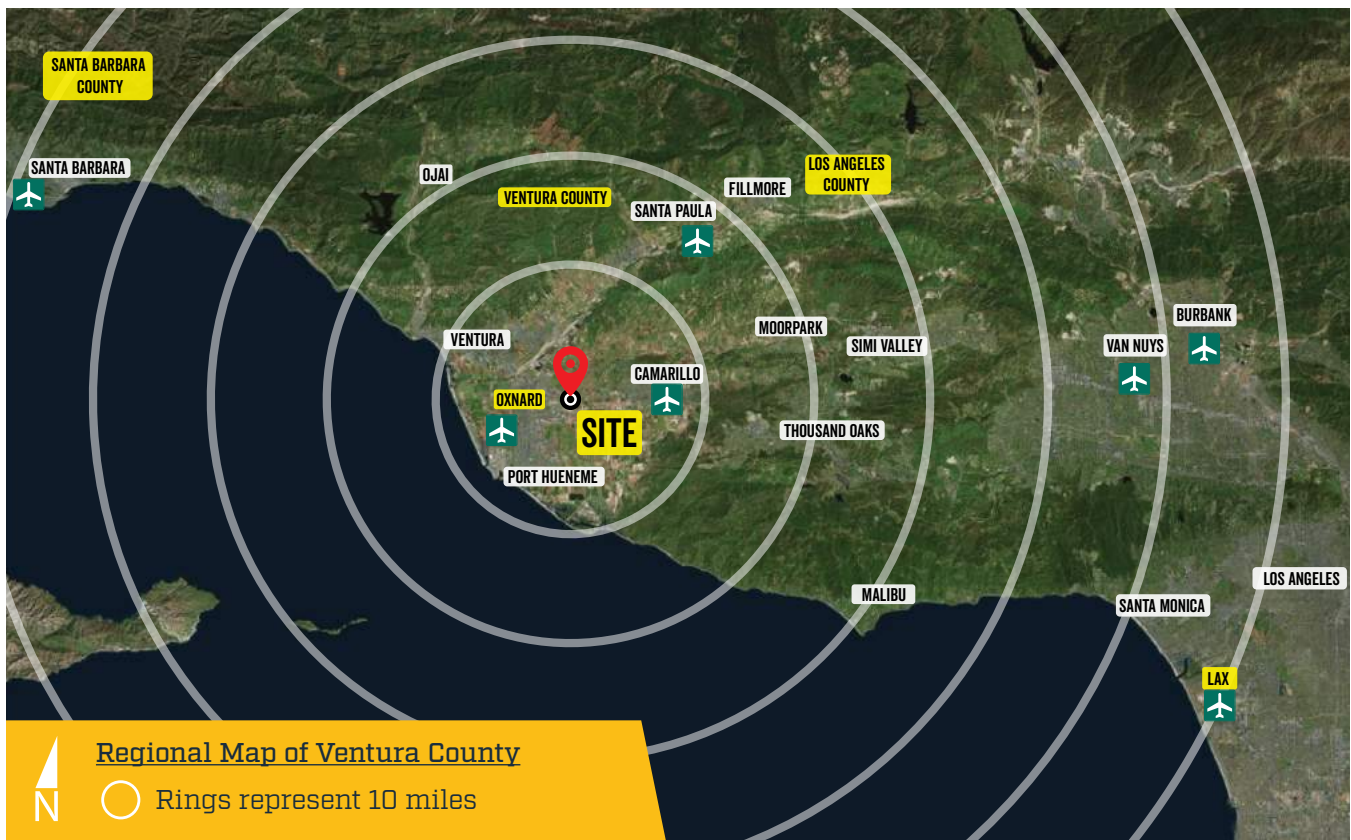 SANTA BARBARA
COUNTY
SANTA BARBARA
OJAI
VENTURA COUNTY
LOS ANGELES
COUNTY
FILLMORE
SANTA PAULA
VENTURA
MOORPARK
SIMI VALLEY
BURBANK
VAN NUYS
CAMARILLO
OXNARD
SITE
THOUSAND OAKS
PORT HUENEME
LOS ANGELES
MALIBU
SANTA MONICA
LAX
Regional Map of Ventura County
N
Rings represent 10 miles